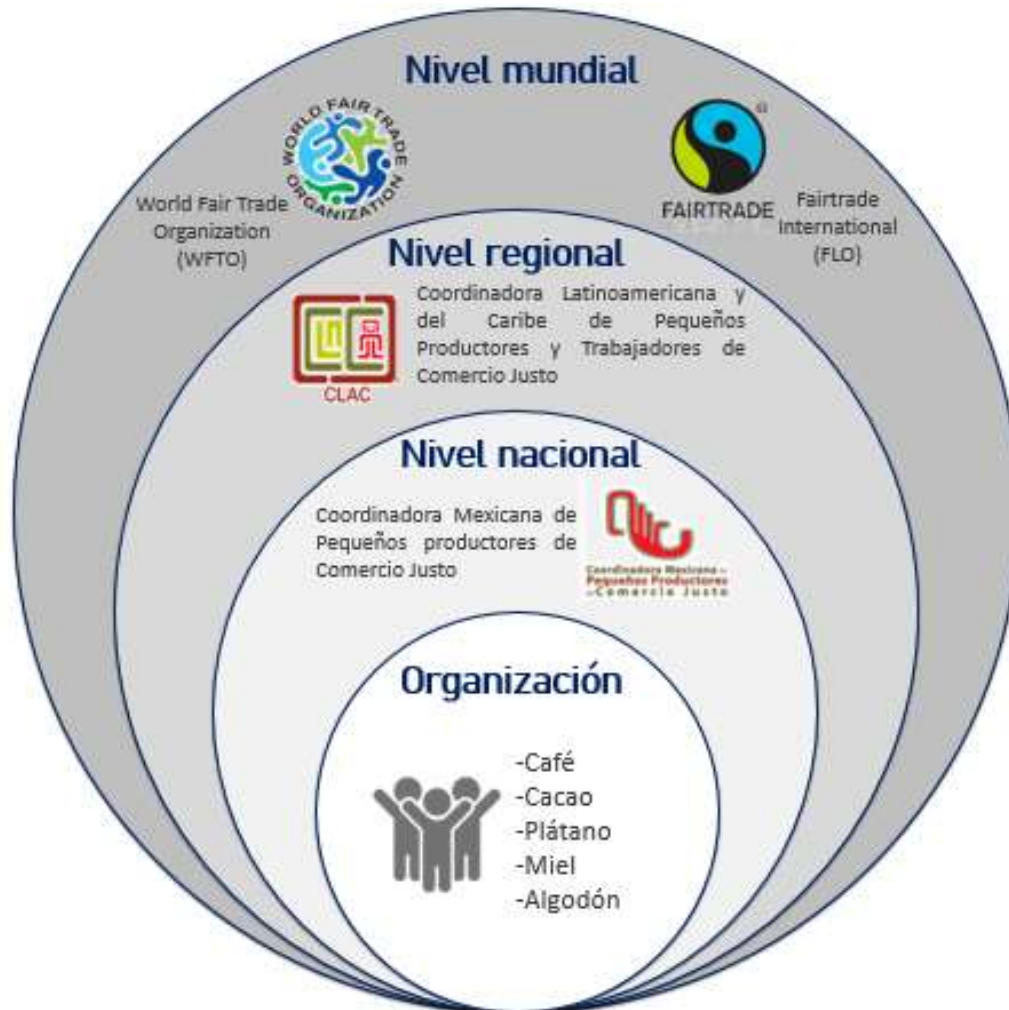 Nivel mundial
WORLD FAIR TRADE ORGANIZATION
World Fair Trade
Organization
(WFTO)
®
FAIRTRADE
Fairtrade
International
(FLO)
Nivel regional
CLAC
Coordinadora Latinoamericana y
del Caribe de Pequeños
Productores y Trabajadores de
Comercio Justo
Nivel nacional
Coordinadora Mexicana de
Pequeños productores de
Comercio Justo
Coordinadora Mexicana de
Pequeños Productores
de Comercio Justo
Organización
-Café
-Cacao
-Plátano
-Miel
-Algodón